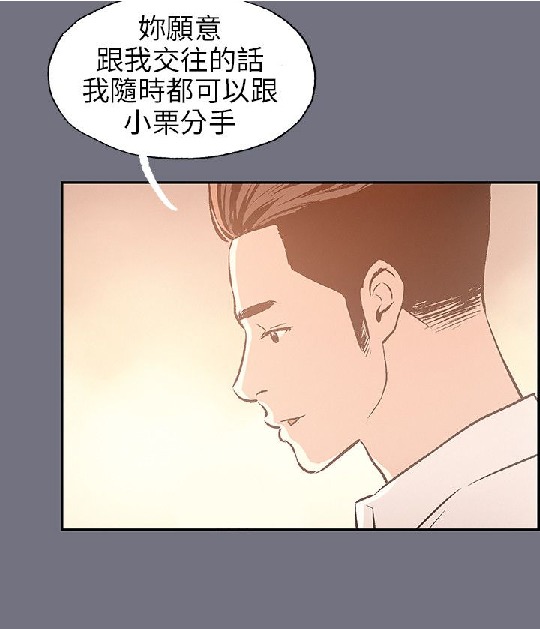 妳願意
跟我交往的話
我隨時都可以跟
小栗分手